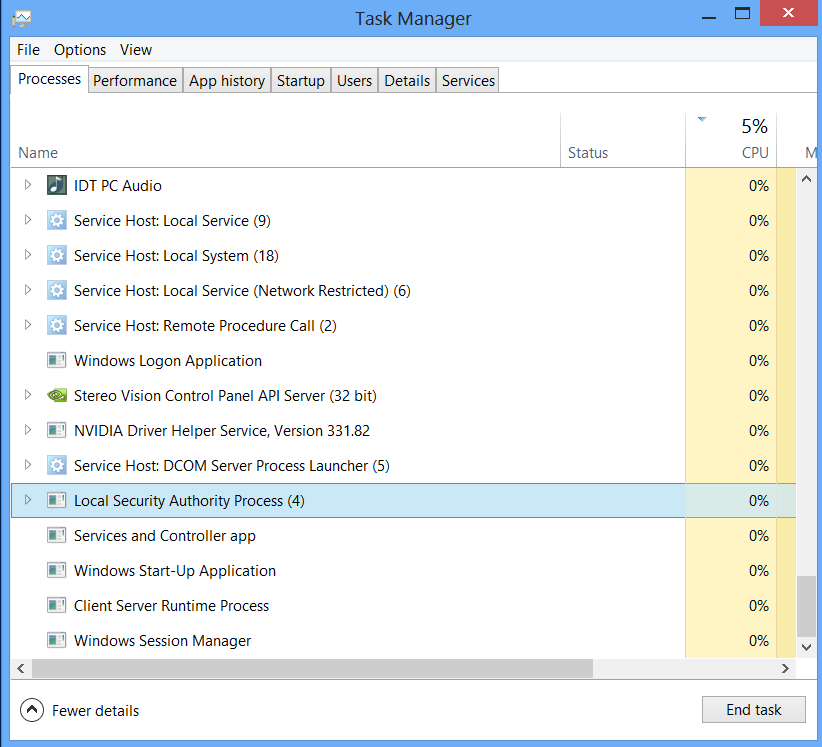 Task Manager
File Options View
Processes Performance App history Startup Users Details Services
5%
Name Status CPU M
IDT PC Audio 0%
Service Host: Local Service (9) 0%
Service Host: Local System (18) 0%
Service Host: Local Service (Network Restricted) (6) 0%
Service Host: Remote Procedure Call (2) 0%
Windows Logon Application 0%
Stereo Vision Control Panel API Server (32 bit) 0%
NVIDIA Driver Helper Service, Version 331.82 0%
Service Host: DCOM Server Process Launcher (5) 0%
Local Security Authority Process (4) 0%
Services and Controller app 0%
Windows Start-Up Application 0%
Client Server Runtime Process 0%
Windows Session Manager 0%
Fewer details End task